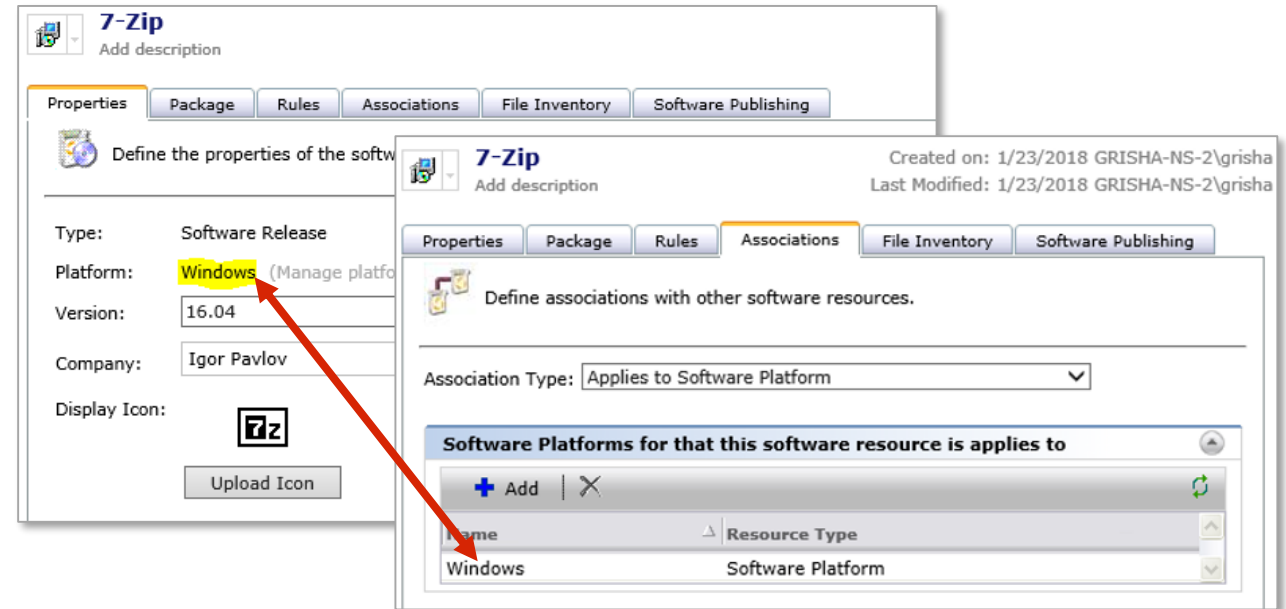 7-Zip
Add description
Properties Package Rules Associations File Inventory Software Publishing
Define the properties of the softw
Type: Software Release
Platform: Windows (Manage platfo
Version: 16.04
Company: Igor Pavlov
Display Icon:
7z
Upload Icon
7-Zip
Created on: 1/23/2018 GRISHA-NS-2\grisha
Add description
Last Modified: 1/23/2018 GRISHA-NS-2\grisha
Properties Package Rules Associations File Inventory Software Publishing
Define associations with other software resources.
Association Type: Applies to Software Platform
Software Platforms for that this software resource is applies to
Add
Name Resource Type
Windows Software Platform